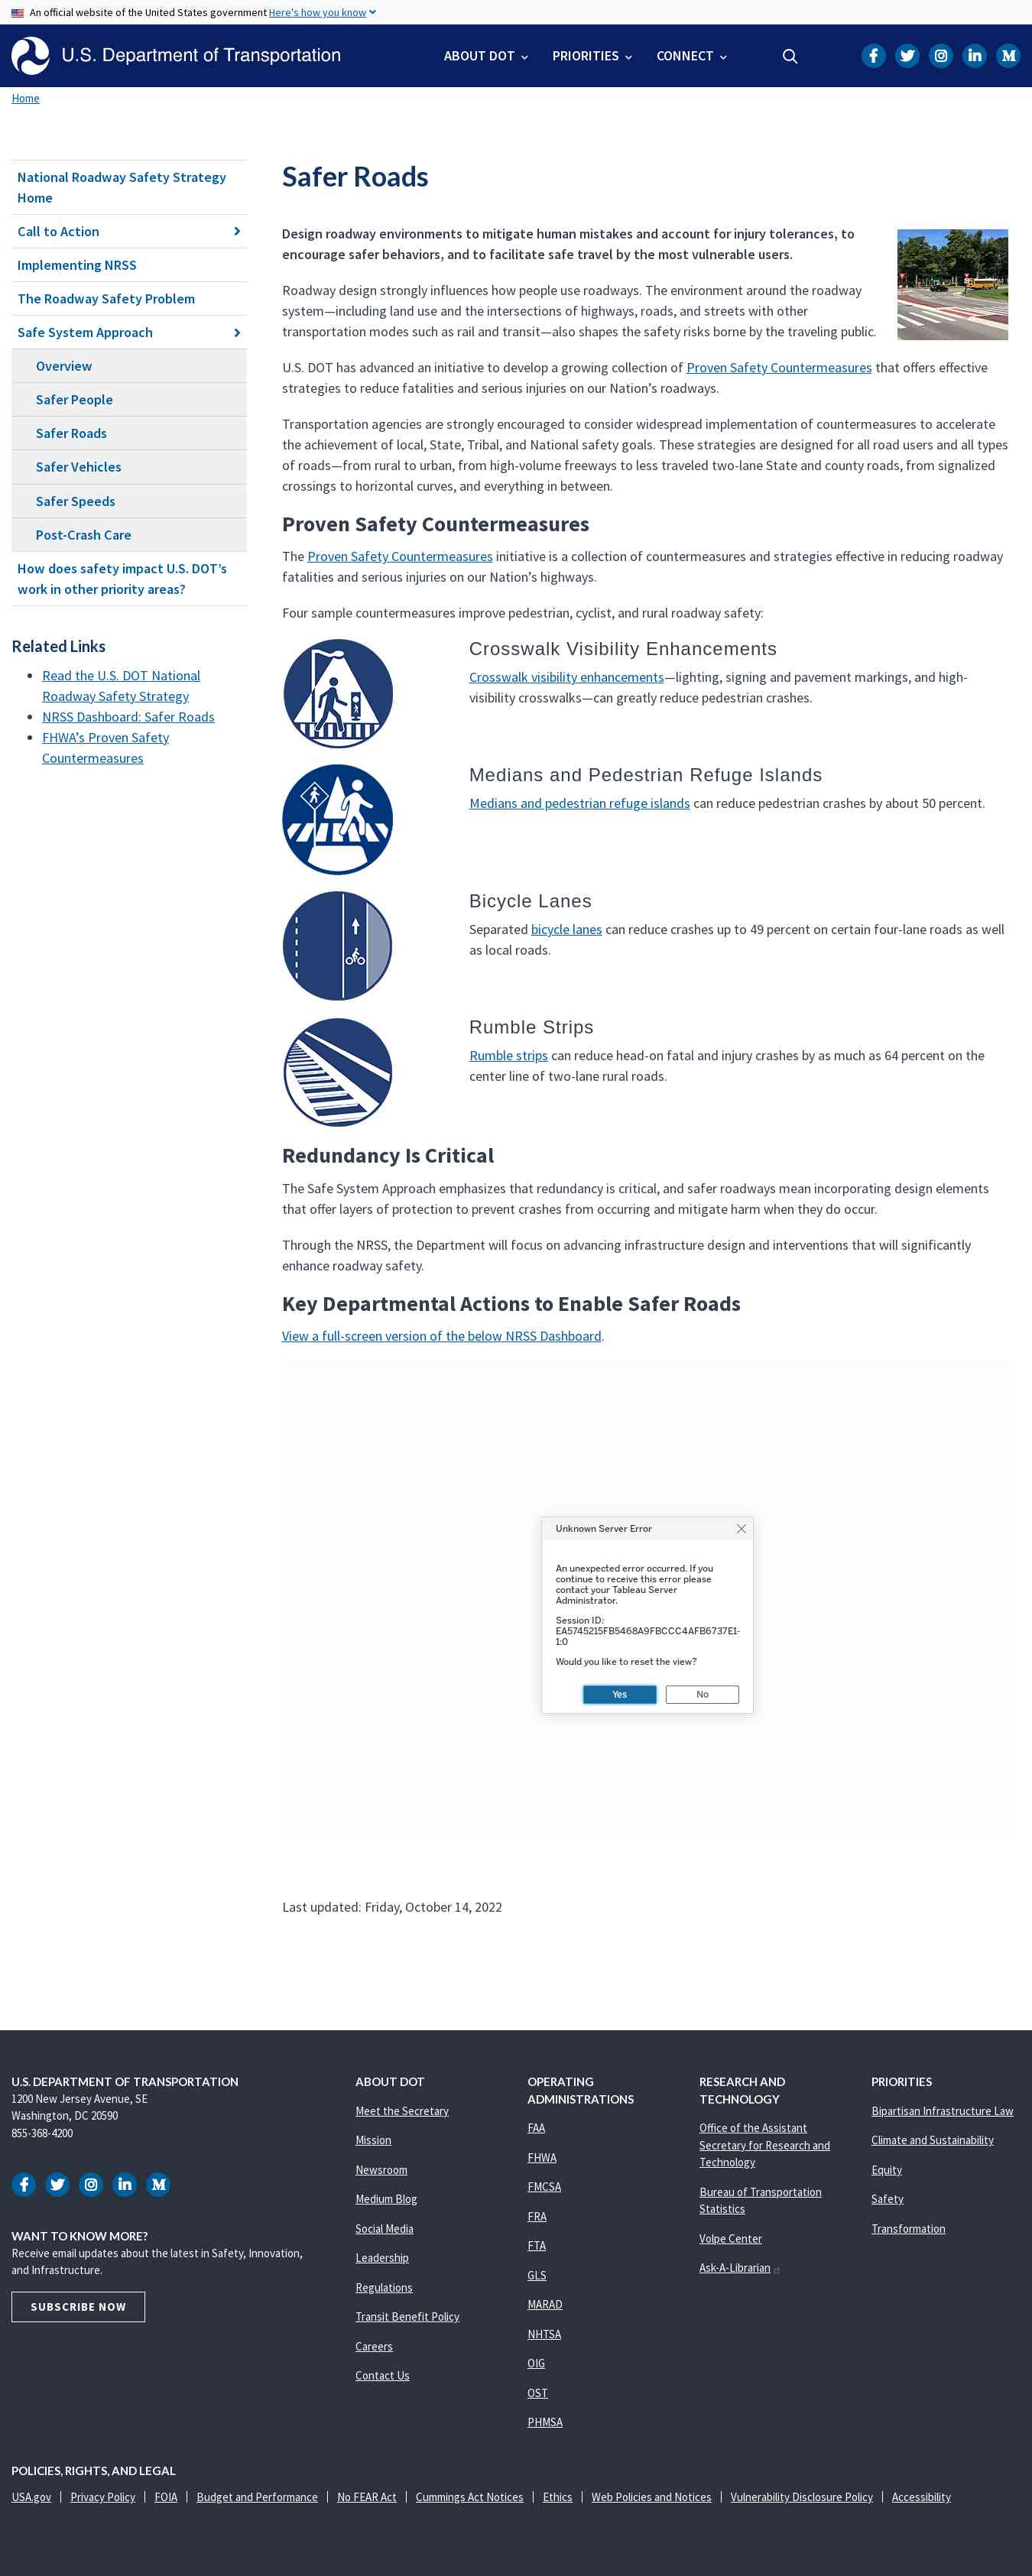 An official website of the United States government Here's how you know
U.S. Department of Transportation
ABOUT DOT
PRIORITIES
CONNECT
Home
National Roadway Safety Strategy
Home
Call to Action
Implementing NRSS
The Roadway Safety Problem
Safe System Approach
Overview
Safer People
Safer Roads
Safer Vehicles
Safer Speeds
Post-Crash Care
How does safety impact U.S. DOT’s
work in other priority areas?
Related Links
Read the U.S. DOT National
Roadway Safety Strategy
NRSS Dashboard: Safer Roads
FHWA’s Proven Safety
Countermeasures
Safer Roads
Design roadway environments to mitigate human mistakes and account for injury tolerances, to
encourage safer behaviors, and to facilitate safe travel by the most vulnerable users.
Roadway design strongly influences how people use roadways. The environment around the roadway
system—including land use and the intersections of highways, roads, and streets with other
transportation modes such as rail and transit—also shapes the safety risks borne by the traveling public.
U.S. DOT has advanced an initiative to develop a growing collection of Proven Safety Countermeasures that offers effective
strategies to reduce fatalities and serious injuries on our Nation’s roadways.
Transportation agencies are strongly encouraged to consider widespread implementation of countermeasures to accelerate
the achievement of local, State, Tribal, and National safety goals. These strategies are designed for all road users and all types
of roads—from rural to urban, from high-volume freeways to less traveled two-lane State and county roads, from signalized
crossings to horizontal curves, and everything in between.
Proven Safety Countermeasures
The Proven Safety Countermeasures initiative is a collection of countermeasures and strategies effective in reducing roadway
fatalities and serious injuries on our Nation’s highways.
Four sample countermeasures improve pedestrian, cyclist, and rural roadway safety:
Crosswalk Visibility Enhancements
Crosswalk visibility enhancements—lighting, signing and pavement markings, and high-
visibility crosswalks—can greatly reduce pedestrian crashes.
Medians and Pedestrian Refuge Islands
Medians and pedestrian refuge islands can reduce pedestrian crashes by about 50 percent.
Bicycle Lanes
Separated bicycle lanes can reduce crashes up to 49 percent on certain four-lane roads as well
as local roads.
Rumble Strips
Rumble strips can reduce head-on fatal and injury crashes by as much as 64 percent on the
center line of two-lane rural roads.
Redundancy Is Critical
The Safe System Approach emphasizes that redundancy is critical, and safer roadways mean incorporating design elements
that offer layers of protection to prevent crashes from occurring and mitigate harm when they do occur.
Through the NRSS, the Department will focus on advancing infrastructure design and interventions that will significantly
enhance roadway safety.
Key Departmental Actions to Enable Safer Roads
View a full-screen version of the below NRSS Dashboard.
Unknown Server Error
An unexpected error occurred. If you
continue to receive this error please
contact your Tableau Server
Administrator.
Session ID:
EA5745215FB5468A9FBCCC4AFB6737E1-
1:0
Would you like to reset the view?
Yes
No
Last updated: Friday, October 14, 2022
U.S. DEPARTMENT OF TRANSPORTATION
1200 New Jersey Avenue, SE
Washington, DC 20590
855-368-4200
WANT TO KNOW MORE?
Receive email updates about the latest in Safety, Innovation,
and Infrastructure.
SUBSCRIBE NOW
ABOUT DOT
Meet the Secretary
Mission
Newsroom
Medium Blog
Social Media
Leadership
Regulations
Transit Benefit Policy
Careers
Contact Us
OPERATING
ADMINISTRATIONS
FAA
FHWA
FMCSA
FRA
FTA
GLS
MARAD
NHTSA
OIG
OST
PHMSA
RESEARCH AND
TECHNOLOGY
Office of the Assistant
Secretary for Research and
Technology
Bureau of Transportation
Statistics
Volpe Center
Ask-A-Librarian
PRIORITIES
Bipartisan Infrastructure Law
Climate and Sustainability
Equity
Safety
Transformation
POLICIES, RIGHTS, AND LEGAL
USA.gov | Privacy Policy | FOIA | Budget and Performance | No FEAR Act | Cummings Act Notices | Ethics | Web Policies and Notices | Vulnerability Disclosure Policy | Accessibility